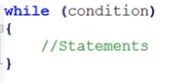 while (condition)
{
    //Statements
}